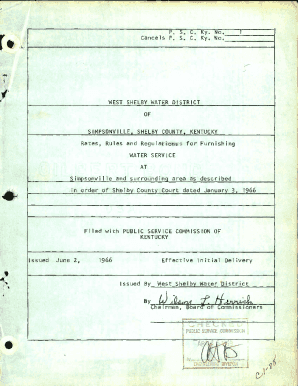 P. S. C. Ky. No. 1
Cancels P. S. C. Ky. No.
WEST SHELBY WATER DISTRICT
OF
SIMPSONVILLE, SHELBY COUNTY, KENTUCKY
Rates, Rules and Regulations for Furnishing
WATER SERVICE
AT
Simpsonville and surrounding area as described
in order of Shelby County Court dated January 3, 1966
Filed with PUBLIC SERVICE COMMISSION OF
KENTUCKY
Issued June 2, 1966 Effective Initial Delivery
Issued By West Shelby Water District
By
Chairman, Board of Commissioners
CHECKED
PUBLIC SERVICE COMMISSION